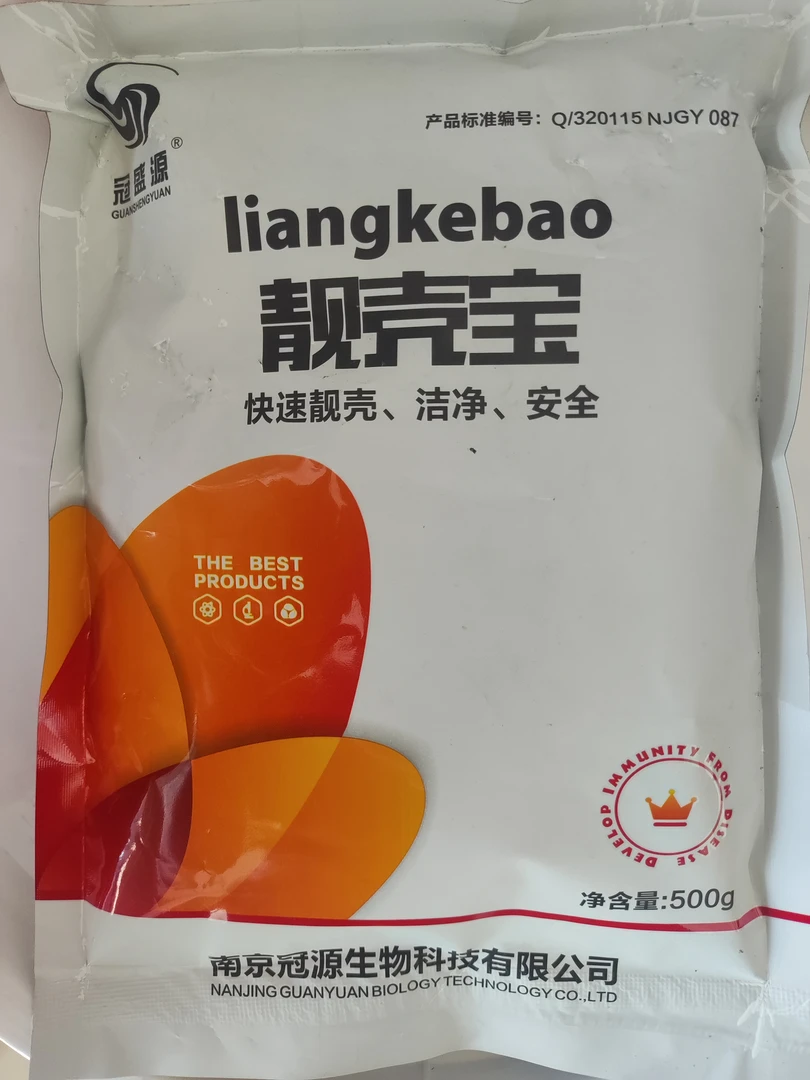 产品标准编号：Q/320115 NJGY 087
冠盛源®
GUANSHENGYUAN
liangkebao
靓壳宝
快速靓壳、洁净、安全
THE BEST
PRODUCTS
DEVELOP IMMUNITY FROM DISEASE
净含量:500g
南京冠源生物科技有限公司
NANJING GUANYUAN BIOLOGY TECHNOLOGY CO.,LTD